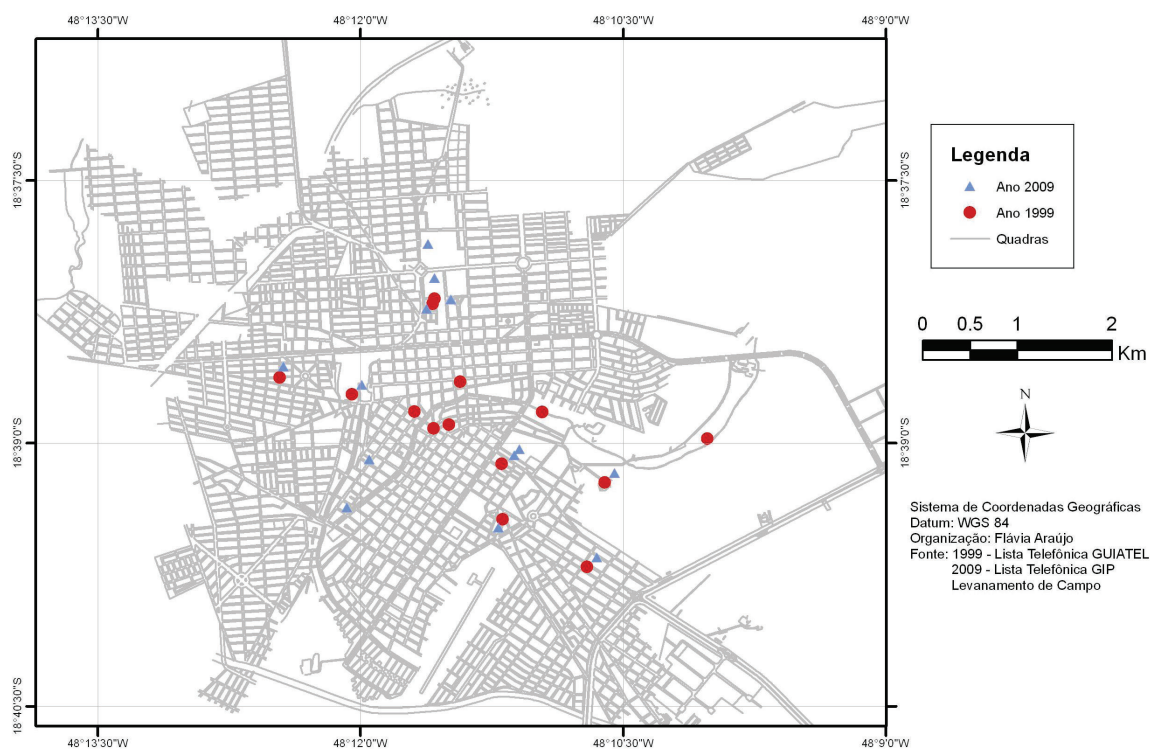 48°13'30"W 48°12'0"W 48°10'30"W 48°9'0"W
18°37'30"S 18°37'30"S
18°39'0"S 18°39'0"S
18°40'30"S 18°40'30"S
48°13'30"W 48°12'0"W 48°10'30"W 48°9'0"W
Legenda
Ano 2009
Ano 1999
Quadras
0 0.5 1 2
Km
N
Sistema de Coordenadas Geográficas
Datum: WGS 84
Organização: Flávia Araújo
Fonte: 1999 - Lista Telefônica GUIATEL
2009 - Lista Telefônica GIP
Levanamento de Campo